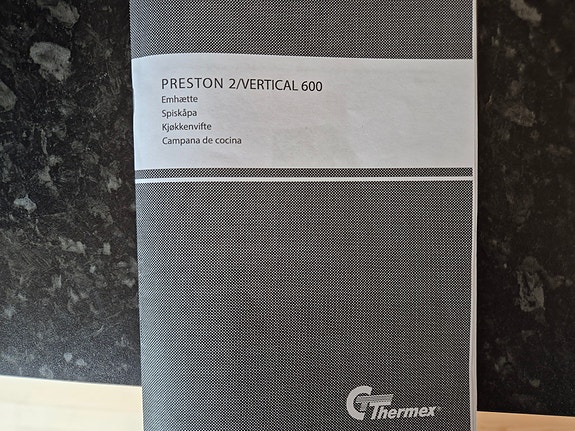 PRESTON 2/VERTICAL 600
Emhætte
Spiskåpa
Kjøkkenvifte
Campana de cocina
Thermex®